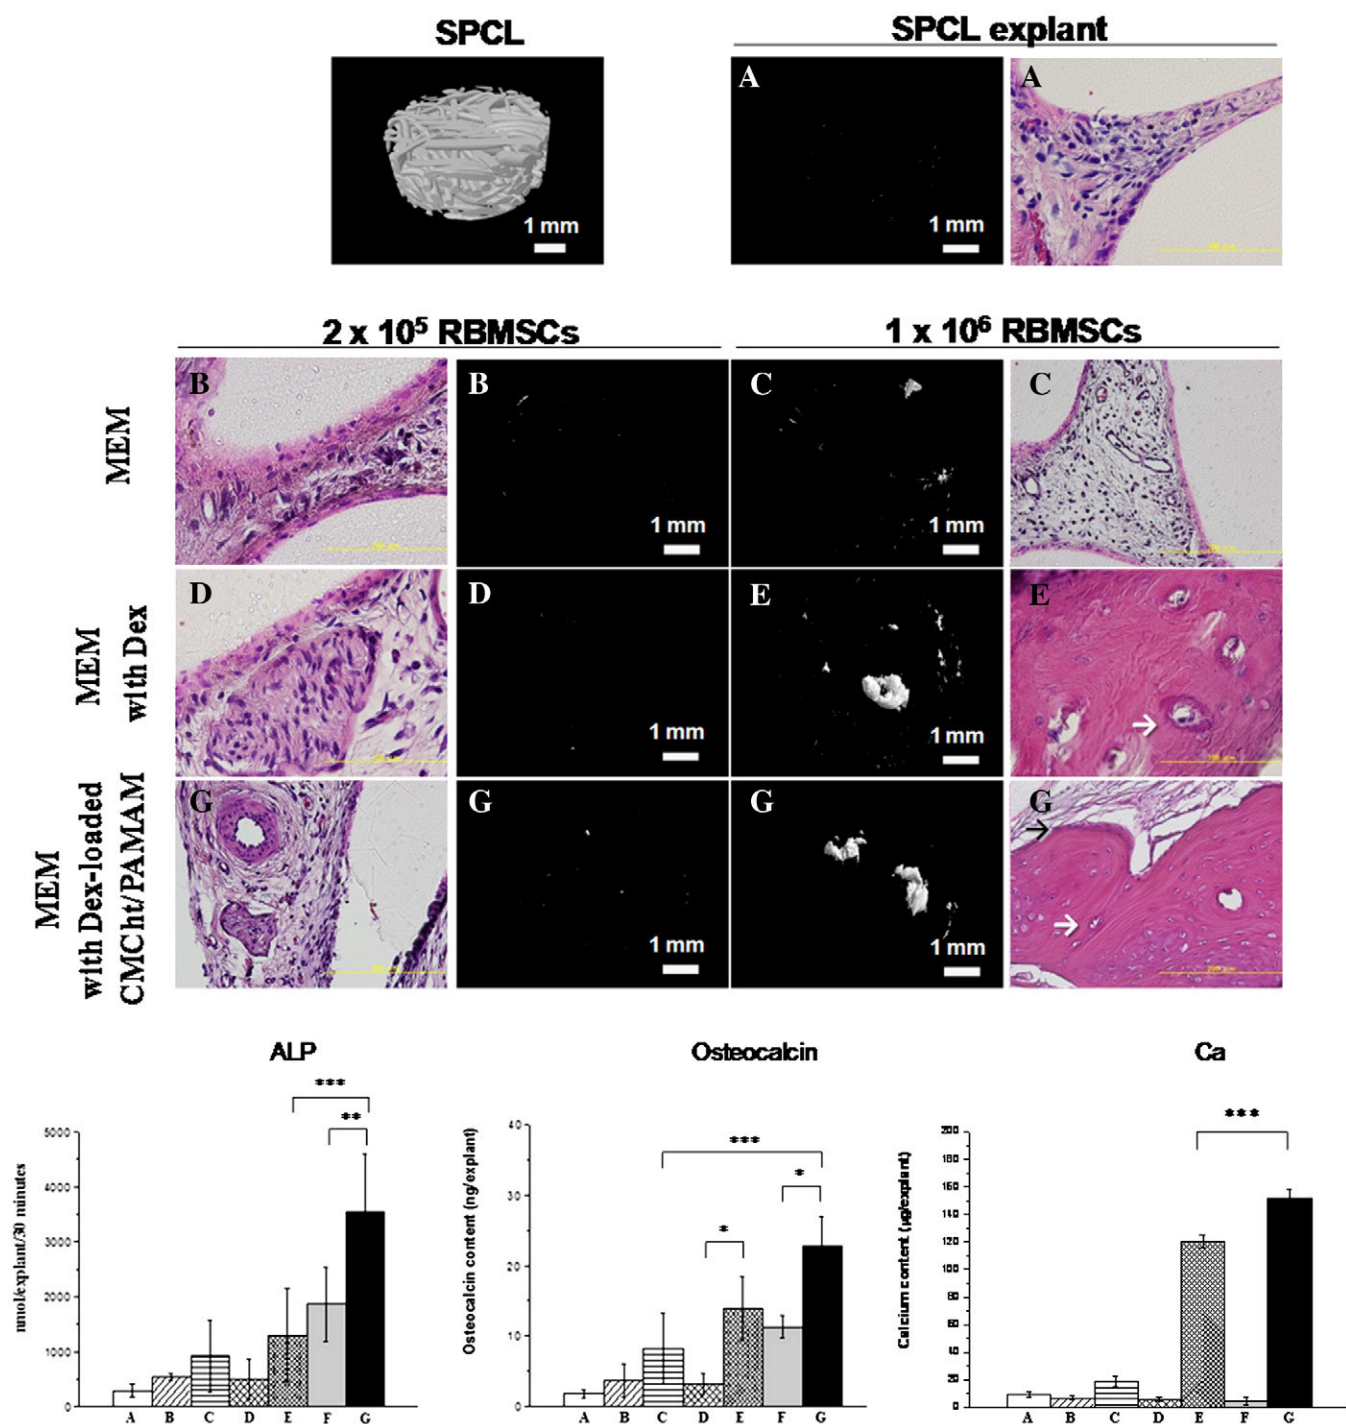 SPCL
SPCL explant
A
A
1 mm
1 mm
2 x 10⁵ RBMSCs
1 x 10⁶ RBMSCs
MEM
B
B
C
C
1 mm
1 mm
MEM
with Dex
D
D
E
E
1 mm
1 mm
MEM
with Dex-loaded
CMCht/PAMAM
G
G
G
G
1 mm
1 mm
ALP
Osteocalcin
Ca
nmol/explant/30 minutes
5000
4000
3000
2000
1000
0
***
**
A B C D E F G
Osteocalcin content (ng/explant)
40
30
20
10
0
***
*
*
A B C D E F G
Calcium content (µg/explant)
200
180
160
140
120
100
80
60
40
20
0
***
A B C D E F G